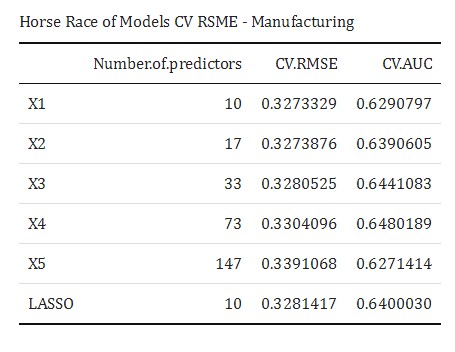 Horse Race of Models CV RSME - Manufacturing
Number.of.predictors CV.RMSE CV.AUC
X1 10 0.3273329 0.6290797
X2 17 0.3273876 0.6390605
X3 33 0.3280525 0.6441083
X4 73 0.3304096 0.6480189
X5 147 0.3391068 0.6271414
LASSO 10 0.3281417 0.6400030